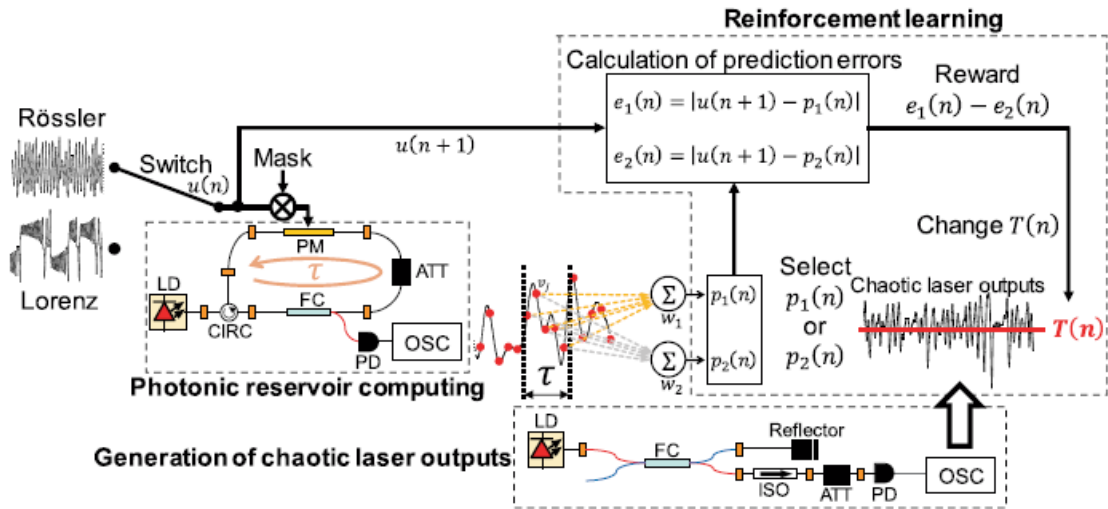 Reinforcement learning
Calculation of prediction errors
e₁(n) = |u(n + 1) − p₁(n)|
e₂(n) = |u(n + 1) − p₂(n)|
Reward
e₁(n) − e₂(n)
Rössler
Switch
u(n)
Mask
u(n + 1)
Lorenz
PM
τ
ATT
LD
CIRC
FC
PD
OSC
Photonic reservoir computing
v_j
τ
Σ
w₁
Σ
w₂
p₁(n)
p₂(n)
Change T(n)
Select
p₁(n)
or
p₂(n)
Chaotic laser outputs
T(n)
Generation of chaotic laser outputs
LD
FC
Reflector
ISO
ATT
PD
OSC